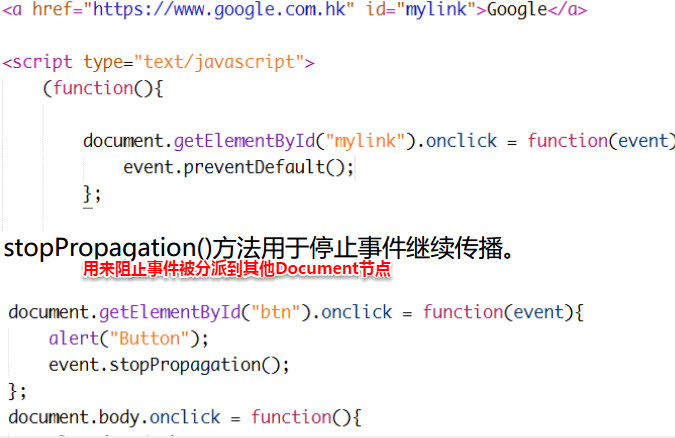 <a href="https://www.google.com.hk" id="mylink">Google</a>
<script type="text/javascript">
(function(){
document.getElementById("mylink").onclick = function(event)
event.preventDefault();
};
stopPropagation()方法用于停止事件继续传播。
用来阻止事件被分派到其他Document节点
document.getElementById("btn").onclick = function(event){
alert("Button");
event.stopPropagation();
};
document.body.onclick = function(){